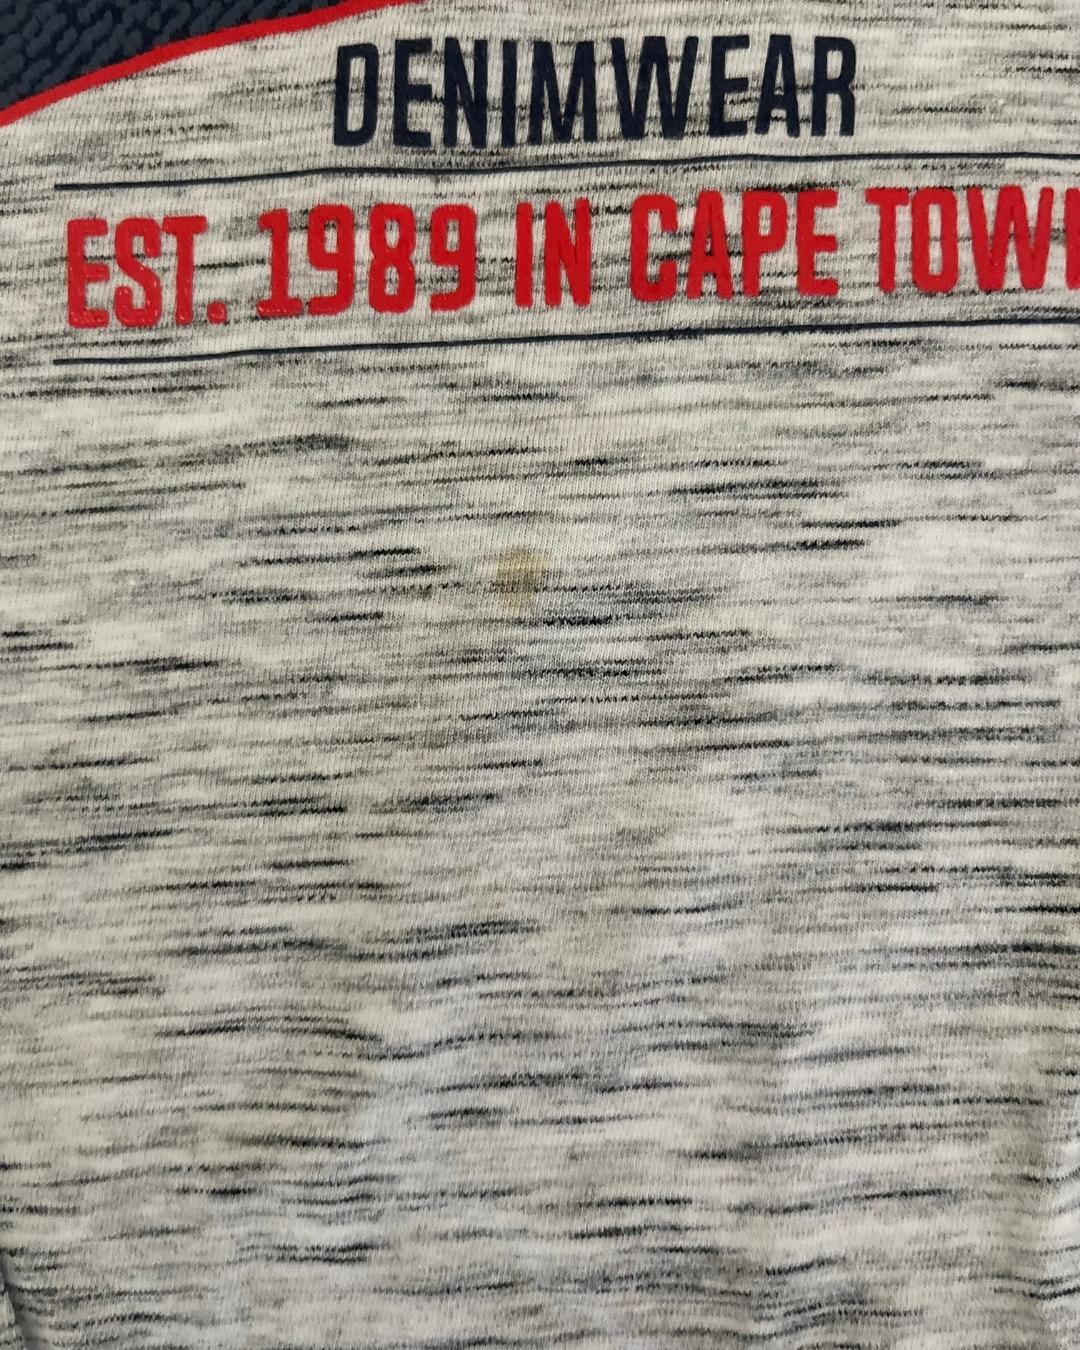 DENIMWEAR
EST. 1989 IN CAPE TOWN